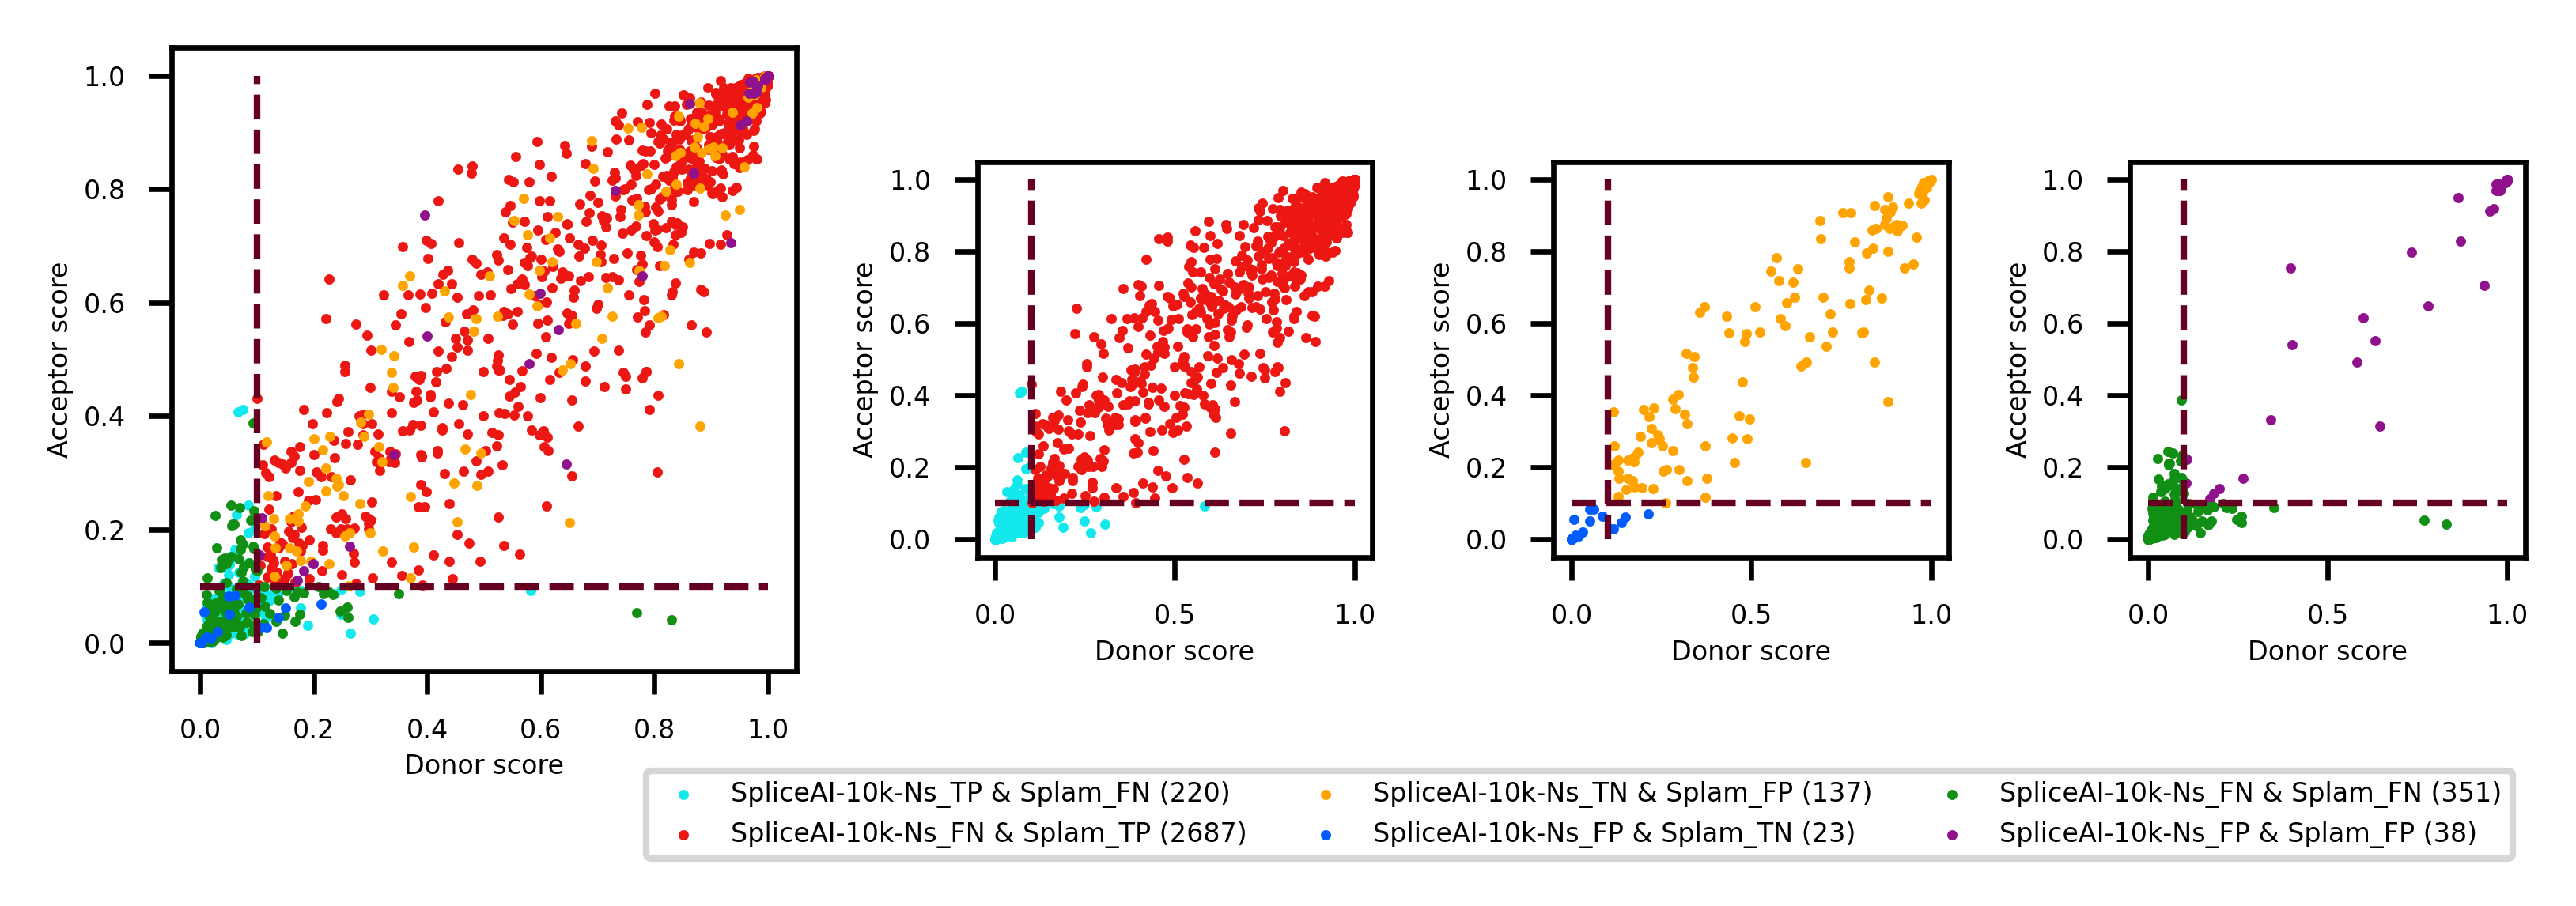 1.0
0.8
0.6
0.4
0.2
0.0
Acceptor score
0.0 0.2 0.4 0.6 0.8 1.0
Donor score
1.0
0.8
0.6
0.4
0.2
0.0
Acceptor score
0.0 0.5 1.0
Donor score
1.0
0.8
0.6
0.4
0.2
0.0
Acceptor score
0.0 0.5 1.0
Donor score
1.0
0.8
0.6
0.4
0.2
0.0
Acceptor score
0.0 0.5 1.0
Donor score
SpliceAI-10k-Ns_TP & Splam_FN (220)
SpliceAI-10k-Ns_FN & Splam_TP (2687)
SpliceAI-10k-Ns_TN & Splam_FP (137)
SpliceAI-10k-Ns_FP & Splam_TN (23)
SpliceAI-10k-Ns_FN & Splam_FN (351)
SpliceAI-10k-Ns_FP & Splam_FP (38)